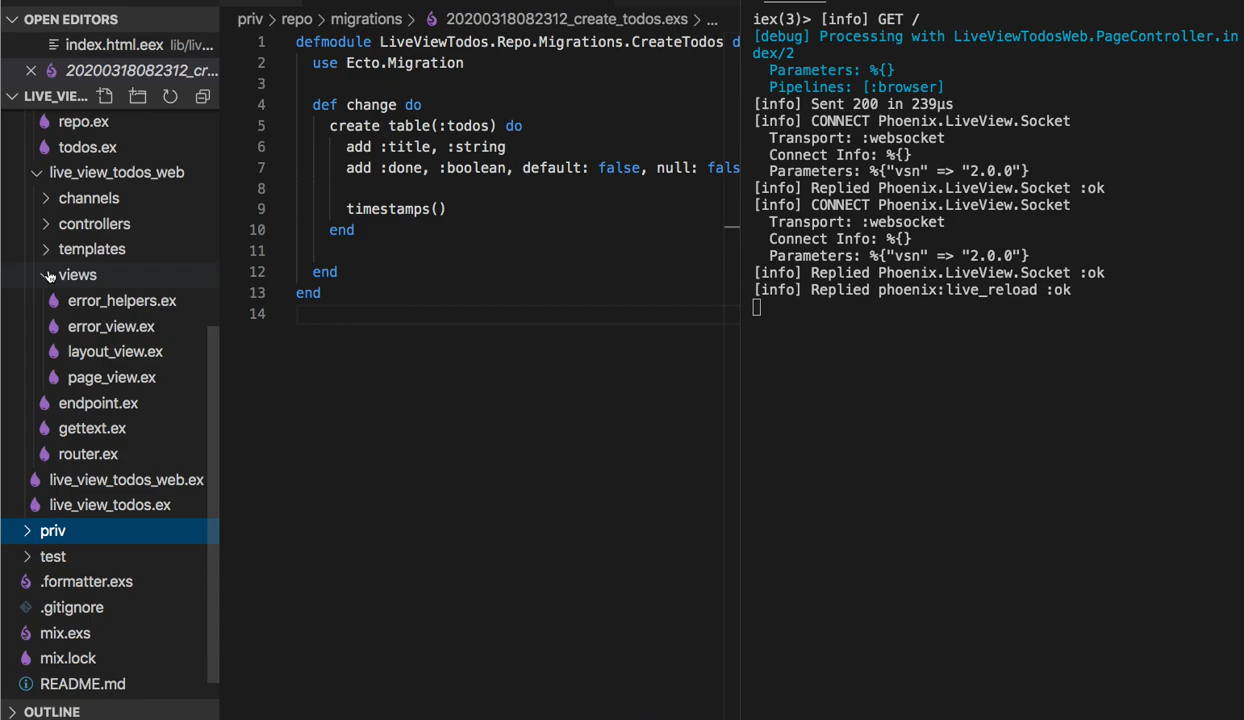 OPEN EDITORS
index.html.eex lib/liv...
20200318082312_cr...
LIVE_VIE...
repo.ex
todos.ex
live_view_todos_web
channels
controllers
templates
views
error_helpers.ex
error_view.ex
layout_view.ex
page_view.ex
endpoint.ex
gettext.ex
router.ex
live_view_todos_web.ex
live_view_todos.ex
priv
test
.formatter.exs
.gitignore
mix.exs
mix.lock
README.md
OUTLINE
priv > repo > migrations > 20200318082312_create_todos.exs > ...
1 defmodule LiveViewTodos.Repo.Migrations.CreateTodos d
2 use Ecto.Migration
3
4 def change do
5 create table(:todos) do
6 add :title, :string
7 add :done, :boolean, default: false, null: fals
8
9 timestamps()
10 end
11
12 end
13 end
14
iex(3)> [info] GET /
[debug] Processing with LiveViewTodosWeb.PageController.in
dex/2
Parameters: %{}
Pipelines: [:browser]
[info] Sent 200 in 239µs
[info] CONNECT Phoenix.LiveView.Socket
Transport: :websocket
Connect Info: %{}
Parameters: %{"vsn" => "2.0.0"}
[info] Replied Phoenix.LiveView.Socket :ok
[info] CONNECT Phoenix.LiveView.Socket
Transport: :websocket
Connect Info: %{}
Parameters: %{"vsn" => "2.0.0"}
[info] Replied Phoenix.LiveView.Socket :ok
[info] Replied phoenix:live_reload :ok